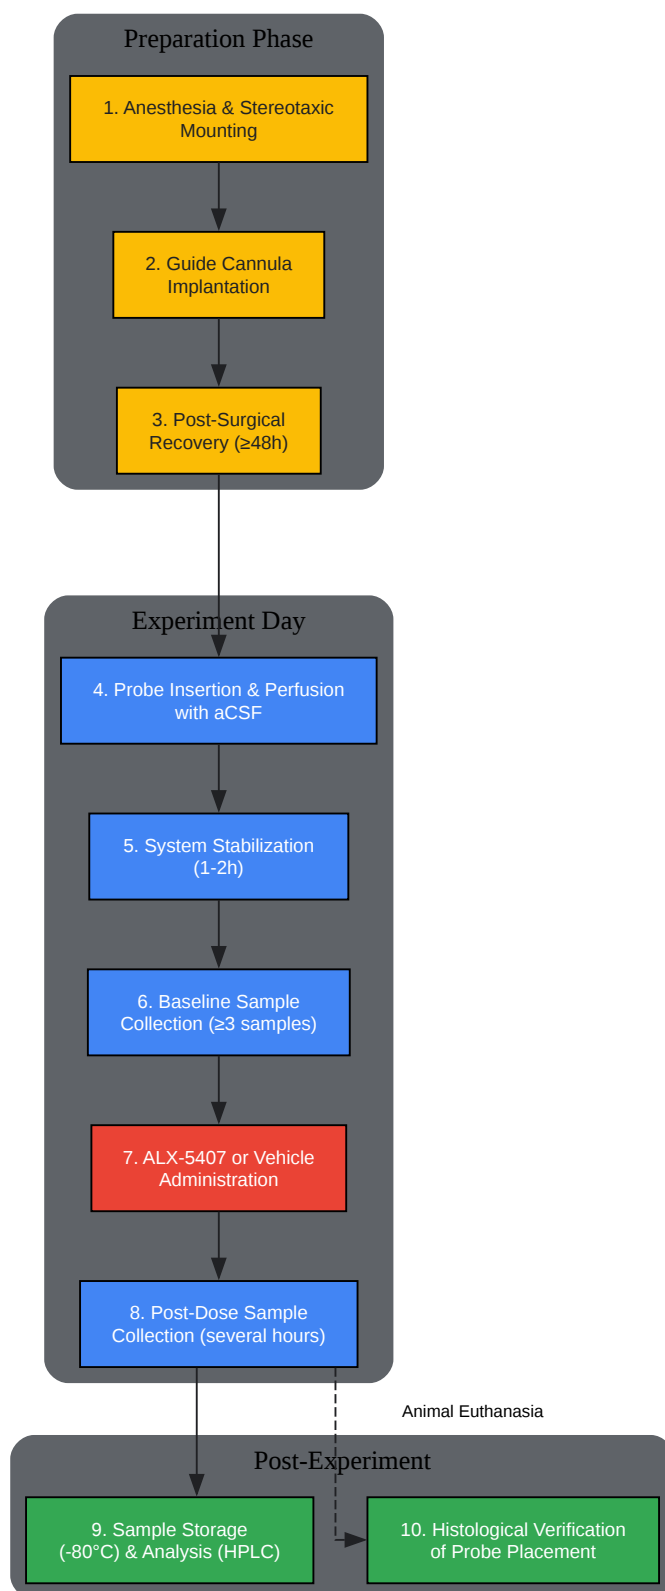 Preparation Phase
1. Anesthesia & Stereotaxic
Mounting
2. Guide Cannula
Implantation
3. Post-Surgical
Recovery (≥48h)
Experiment Day
4. Probe Insertion & Perfusion
with aCSF
5. System Stabilization
(1-2h)
6. Baseline Sample
Collection (≥3 samples)
7. ALX-5407 or Vehicle
Administration
8. Post-Dose Sample
Collection (several hours)
Animal Euthanasia
Post-Experiment
9. Sample Storage
(-80°C) & Analysis (HPLC)
10. Histological Verification
of Probe Placement